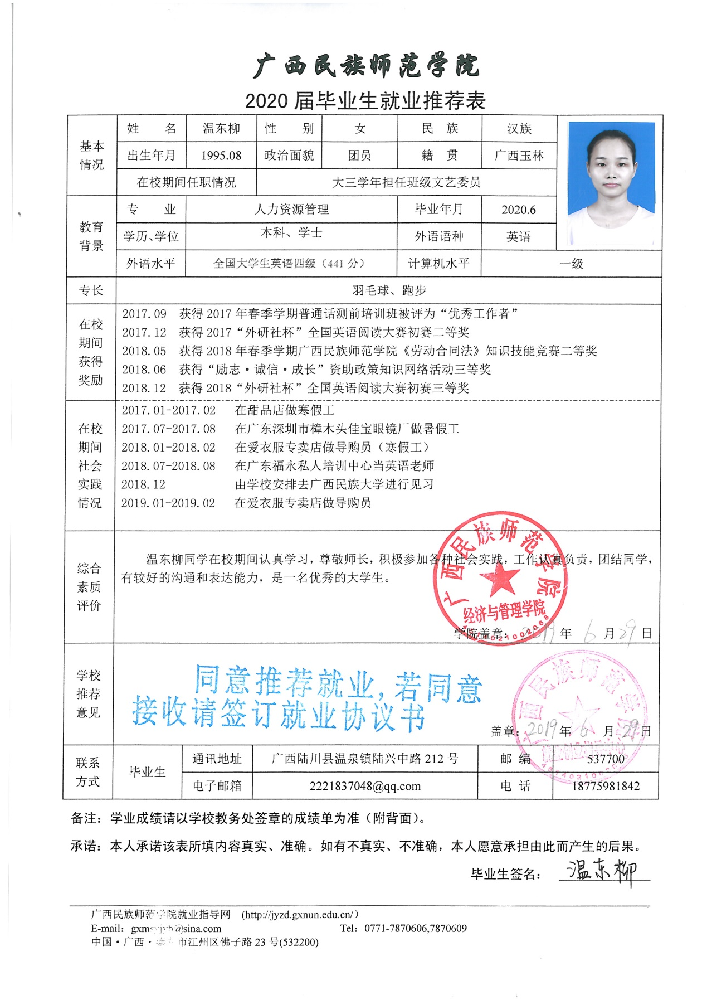 广西民族师范学院
2020 届毕业生就业推荐表
基本情况
姓 名 温东柳 性 别 女 民 族 汉族
出生年月 1995.08 政治面貌 团员 籍 贯 广西玉林
在校期间任职情况 大三学年担任班级文艺委员
教育背景
专 业 人力资源管理 毕业年月 2020.6
学历、学位 本科、学士 外语语种 英语
外语水平 全国大学生英语四级（441 分） 计算机水平 一级
专长 羽毛球、跑步
在校期间获得奖励
2017.09 获得 2017 年春季学期普通话测前培训班被评为“优秀工作者”
2017.12 获得 2017“外研社杯”全国英语阅读大赛初赛二等奖
2018.05 获得 2018 年春季学期广西民族师范学院《劳动合同法》知识技能竞赛二等奖
2018.06 获得“励志·诚信·成长”资助政策知识网络活动三等奖
2018.12 获得 2018“外研社杯”全国英语阅读大赛初赛三等奖
在校期间社会实践情况
2017.01-2017.02 在甜品店做寒假工
2017.07-2017.08 在广东深圳市樟木头佳宝眼镜厂做暑假工
2018.01-2018.02 在爱衣服专卖店做导购员（寒假工）
2018.07-2018.08 在广东福永私人培训中心当英语老师
2018.12 由学校安排去广西民族大学进行见习
2019.01-2019.02 在爱衣服专卖店做导购员
综合素质评价
温东柳同学在校期间认真学习，尊敬师长，积极参加各种社会实践，工作认真负责，团结同学，
有较好的沟通和表达能力，是一名优秀的大学生。
广西民族师范学院
经济与管理学院
4514021002068
学院盖章： 2019 年 6 月 29 日
学校推荐意见
同意推荐就业，若同意
接收请签订就业协议书
广西民族师范学院
盖章：2019 年 6 月 29 日
联系方式
毕业生
通讯地址 广西陆川县温泉镇陆兴中路 212 号 邮 编 537700
电子邮箱 2221837048@qq.com 电 话 18775981842
备注：学业成绩请以学校教务处签章的成绩单为准（附背面）。
承诺：本人承诺该表所填内容真实、准确。如有不真实、不准确，本人愿意承担由此而产生的后果。
毕业生签名： 温东柳
广西民族师范学院就业指导网 （http://jyzd.gxnun.edu.cn/）
E-mail： @sina.com Tel：0771-7870606,7870609
中国·广西· 市江州区佛子路 23 号(532200)